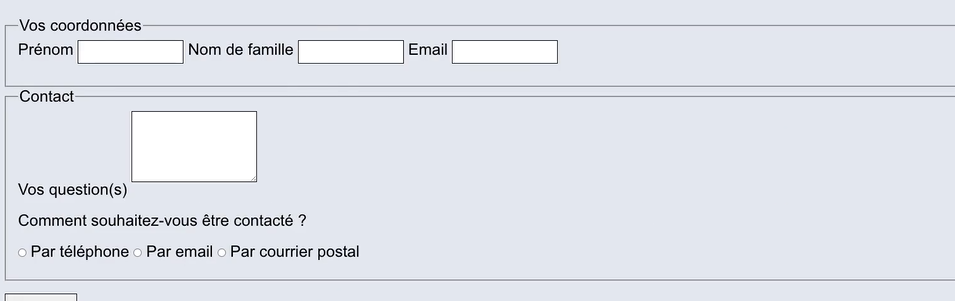 Vos coordonnées
Prénom Nom de famille Email
Contact
Vos question(s)
Comment souhaitez-vous être contacté ?
Par téléphone Par email Par courrier postal